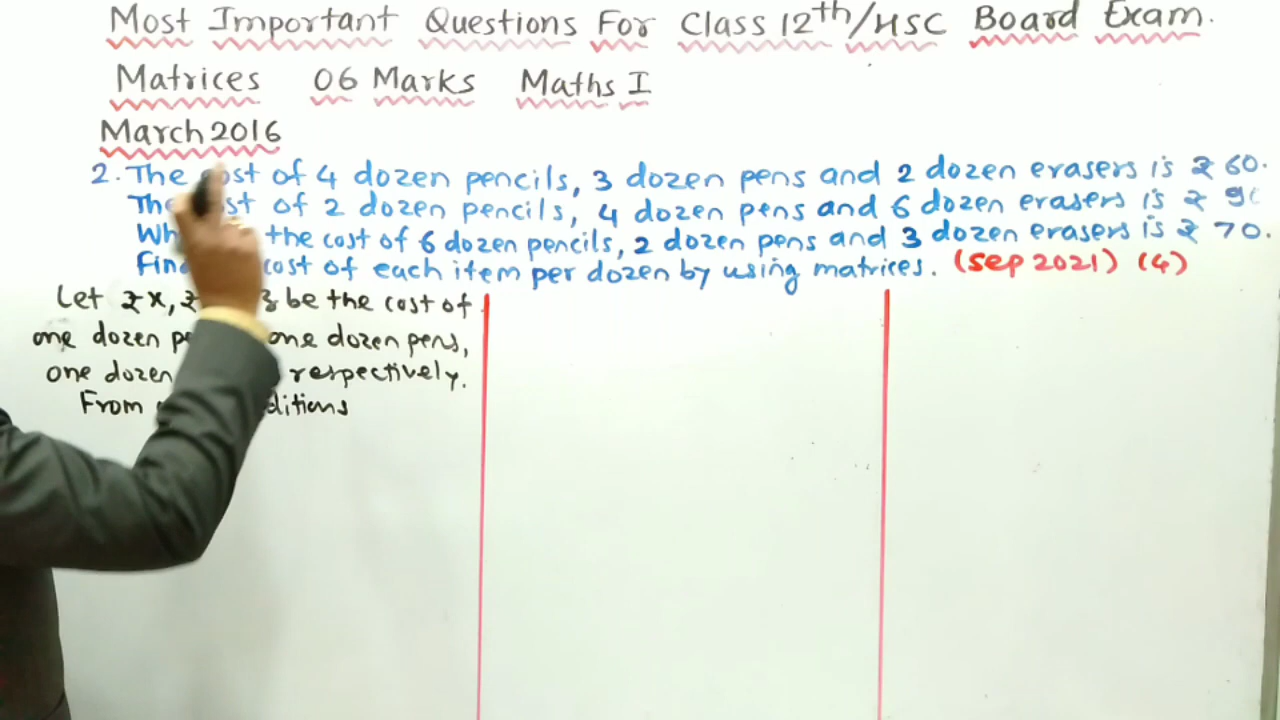 Most Important Questions For Class 12th/HSC Board Exam.
Matrices 06 Marks Maths I
March 2016
2. The cost of 4 dozen pencils, 3 dozen pens and 2 dozen erasers is ₹ 60.
of 2 dozen pencils, 4 dozen pens and 6 dozen erasers is ₹
the cost of 6 dozen pencils, 2 dozen pens and 3 dozen erasers is ₹ 70.
cost of each item per dozen by using matrices. (Sep 2021) (4)
Let ₹ x, be the cost of
one dozen one dozen pens,
one dozen respectively.
From